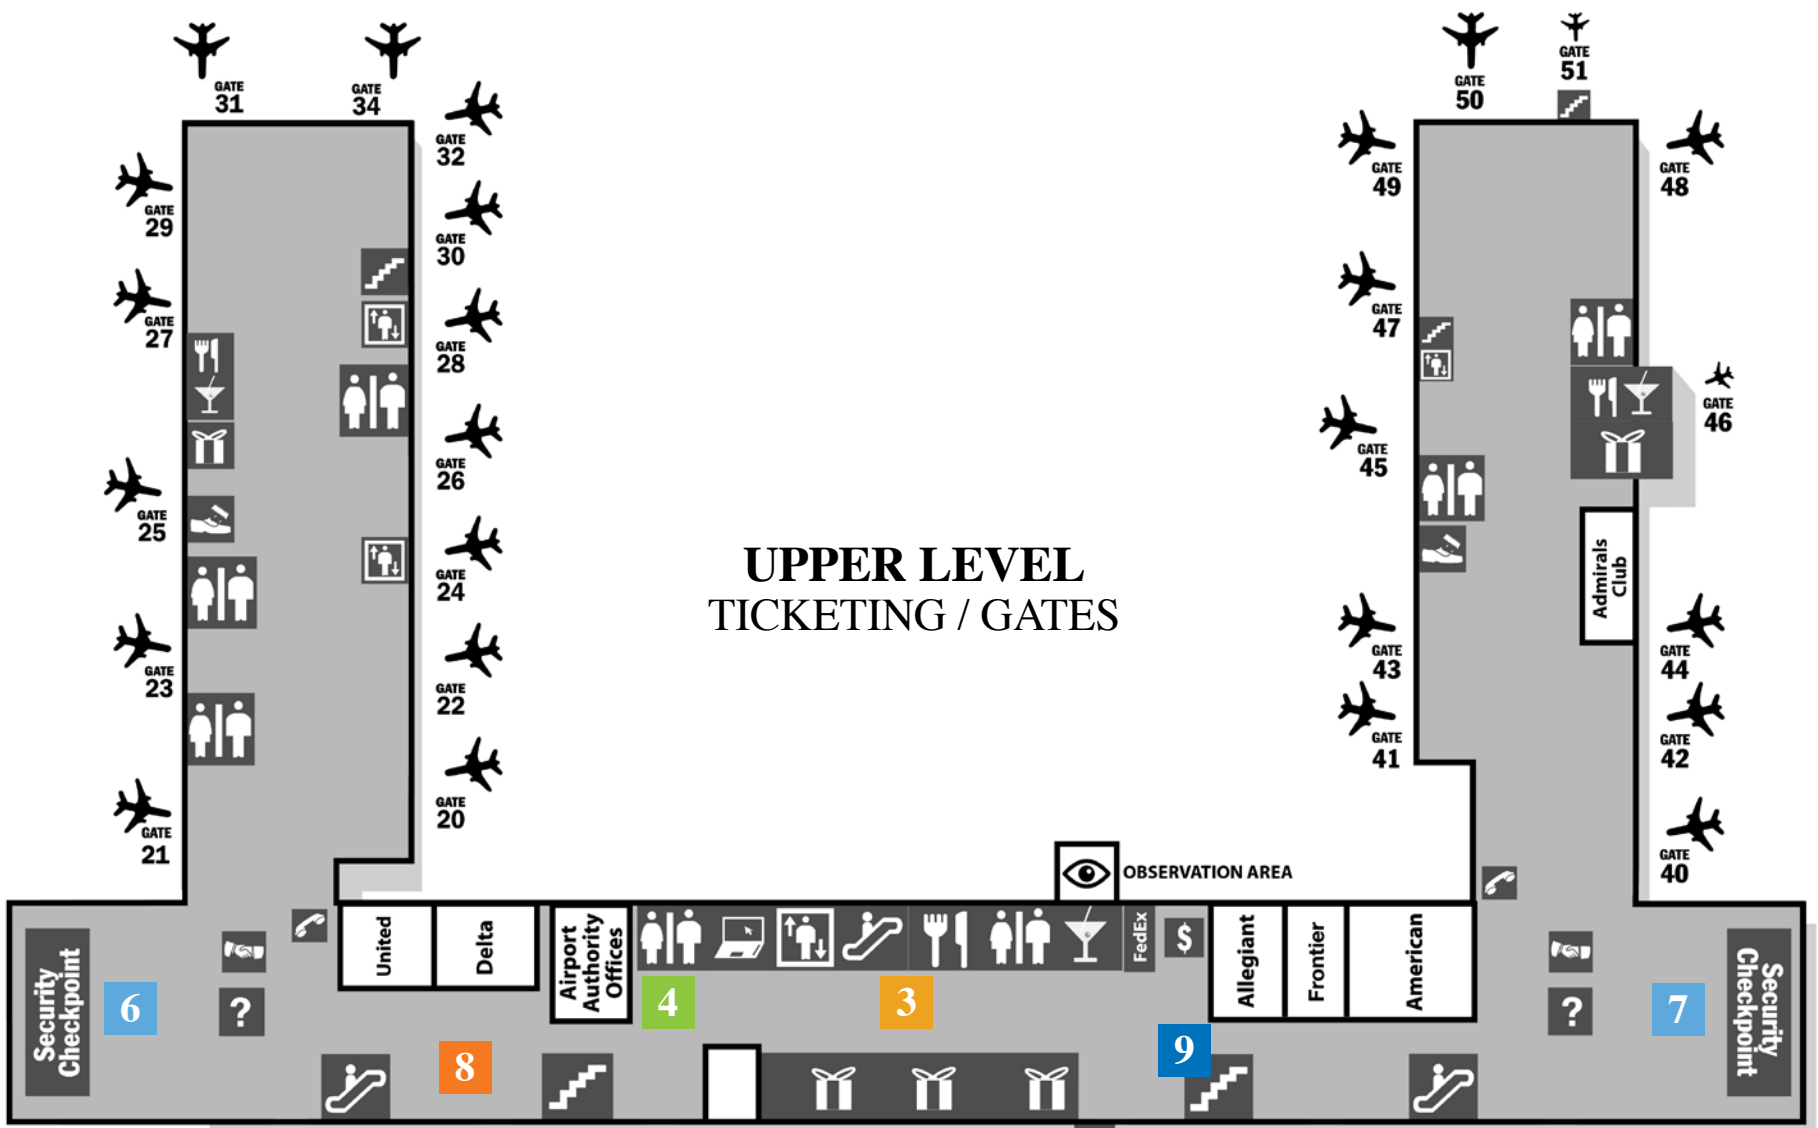 GATE
31
GATE
34
GATE
50
GATE
51
GATE
32
GATE
49
GATE
48
GATE
29
GATE
30
GATE
27
GATE
28
GATE
47
GATE
46
GATE
26
GATE
45
GATE
25
GATE
24
UPPER LEVEL
TICKETING / GATES
Admirals
Club
GATE
23
GATE
22
GATE
43
GATE
44
GATE
41
GATE
42
GATE
21
GATE
20
GATE
40
OBSERVATION AREA
Security
Checkpoint
6
?
United
Delta
Airport
Authority
Offices
4
3
FedEx
$
Allegiant
Frontier
American
?
7
Security
Checkpoint
8
9